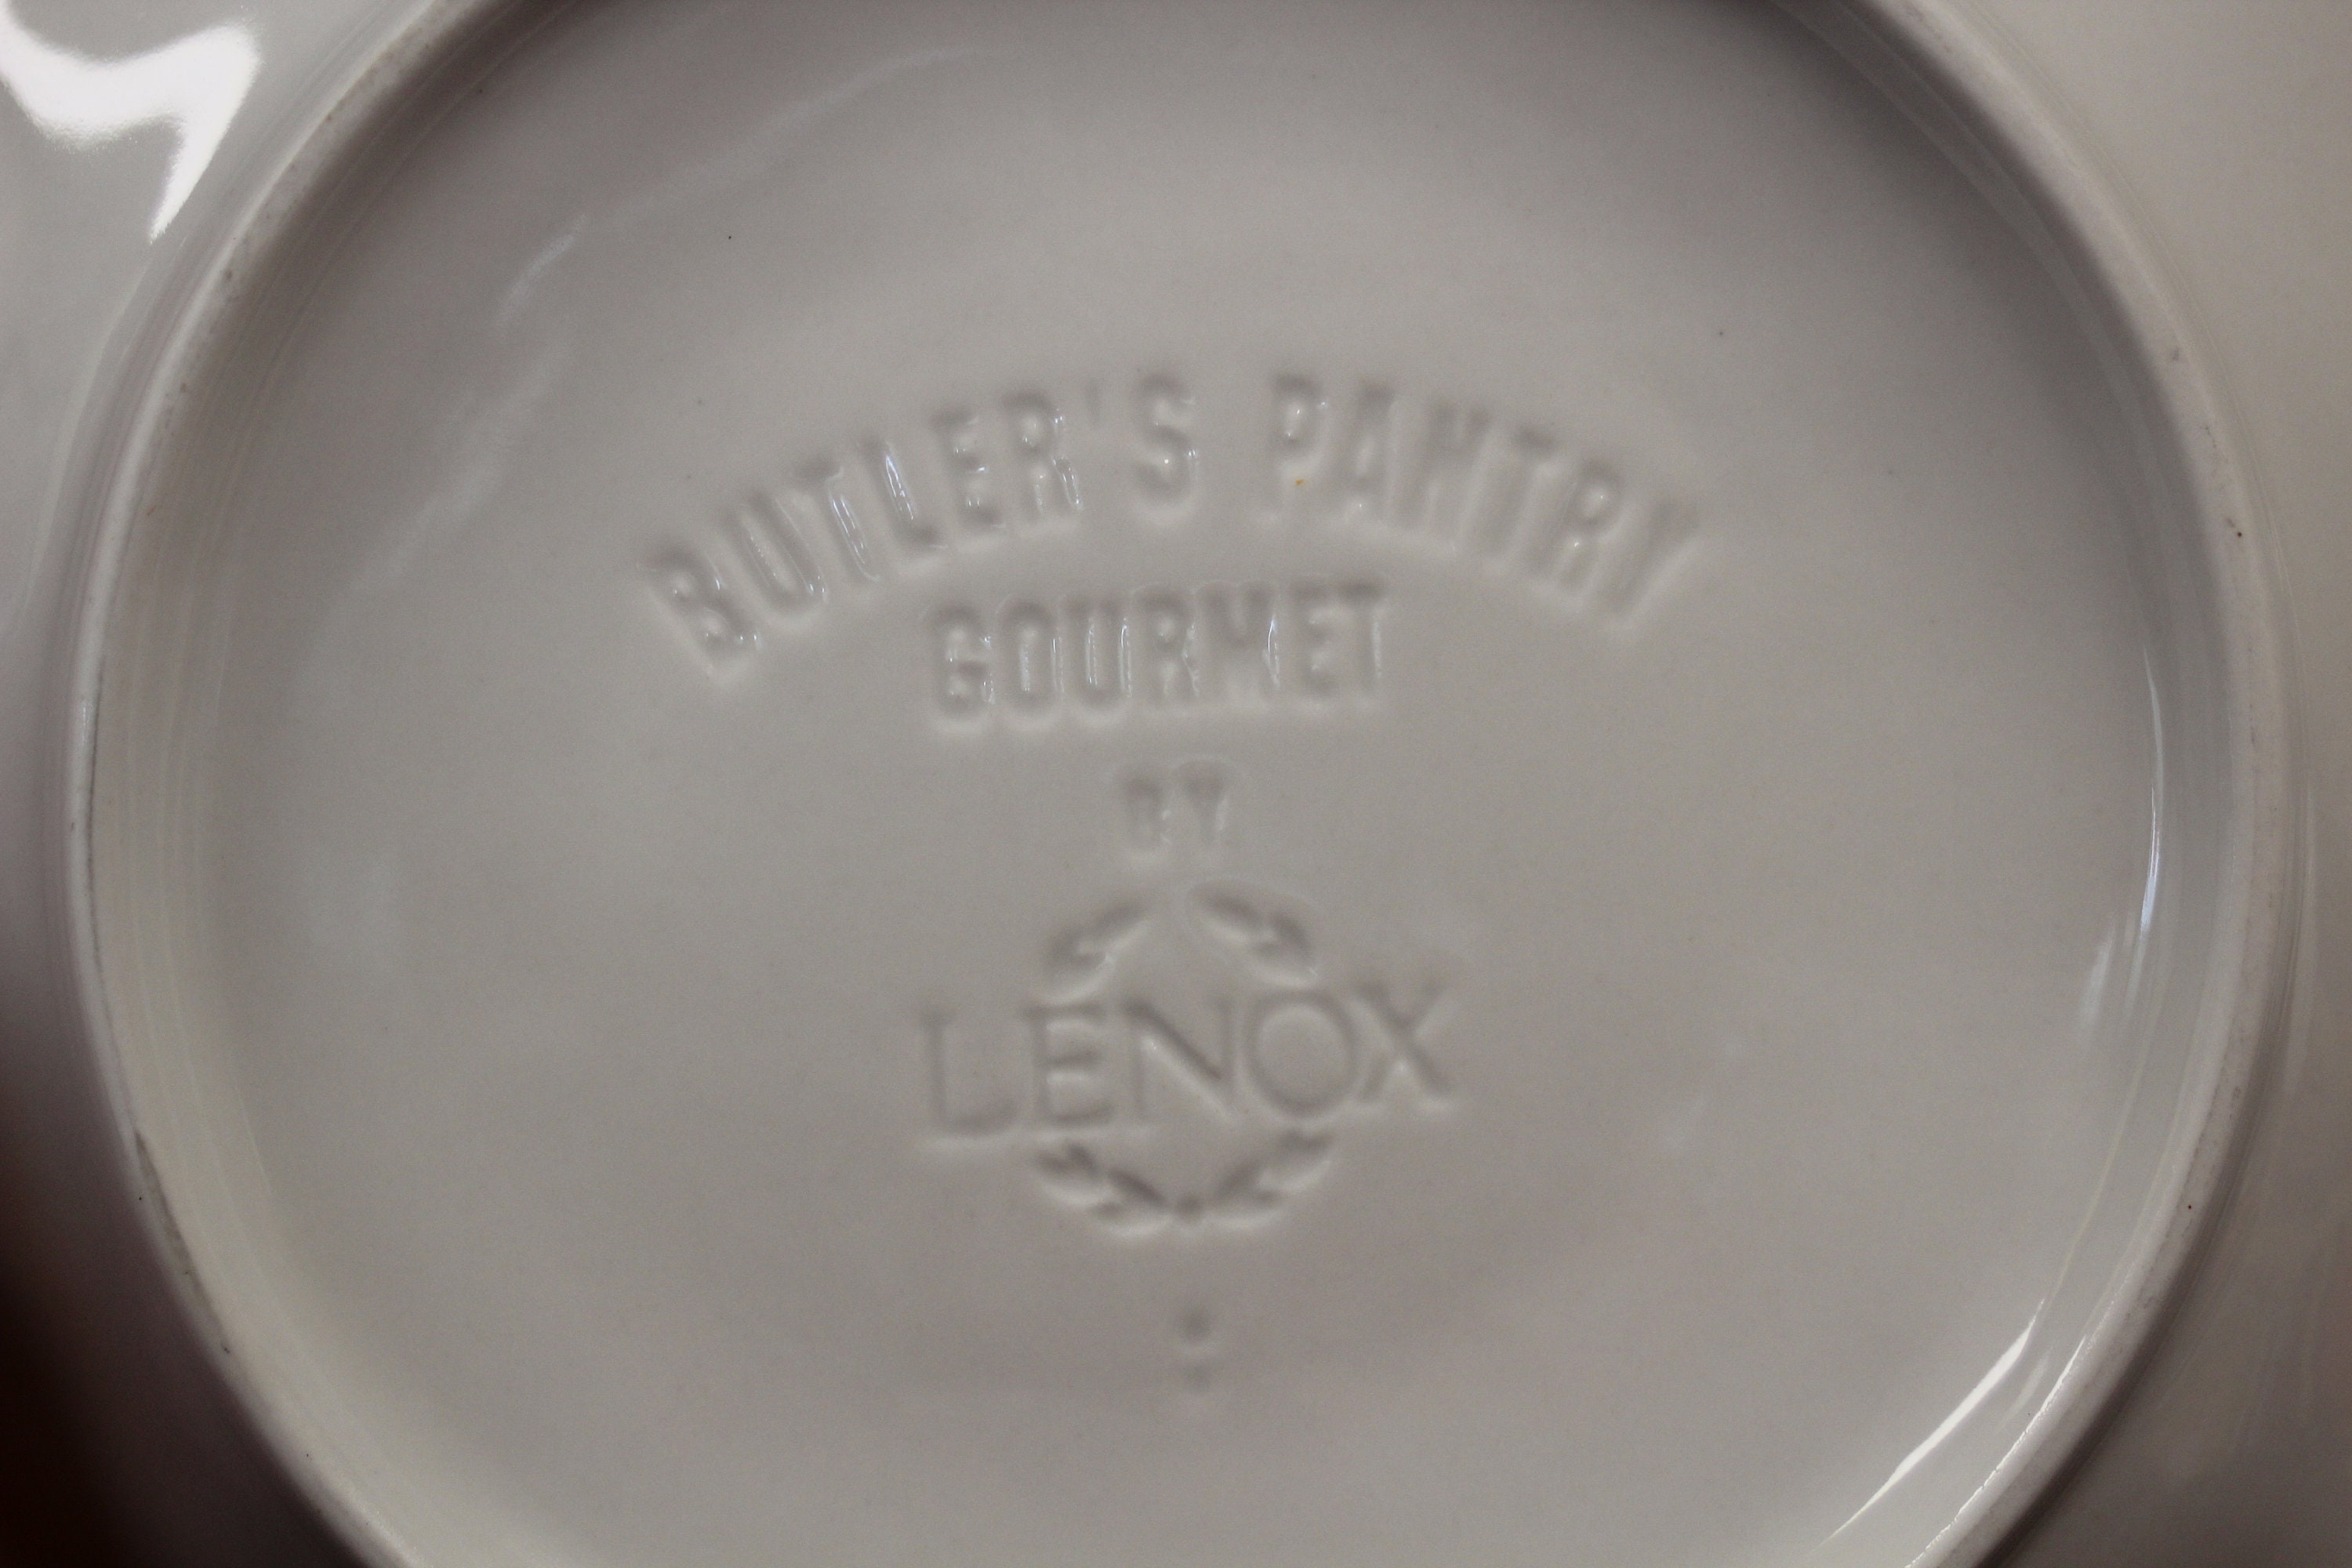 BUTLER'S PANTRY
GOURMET
BY
LENOX